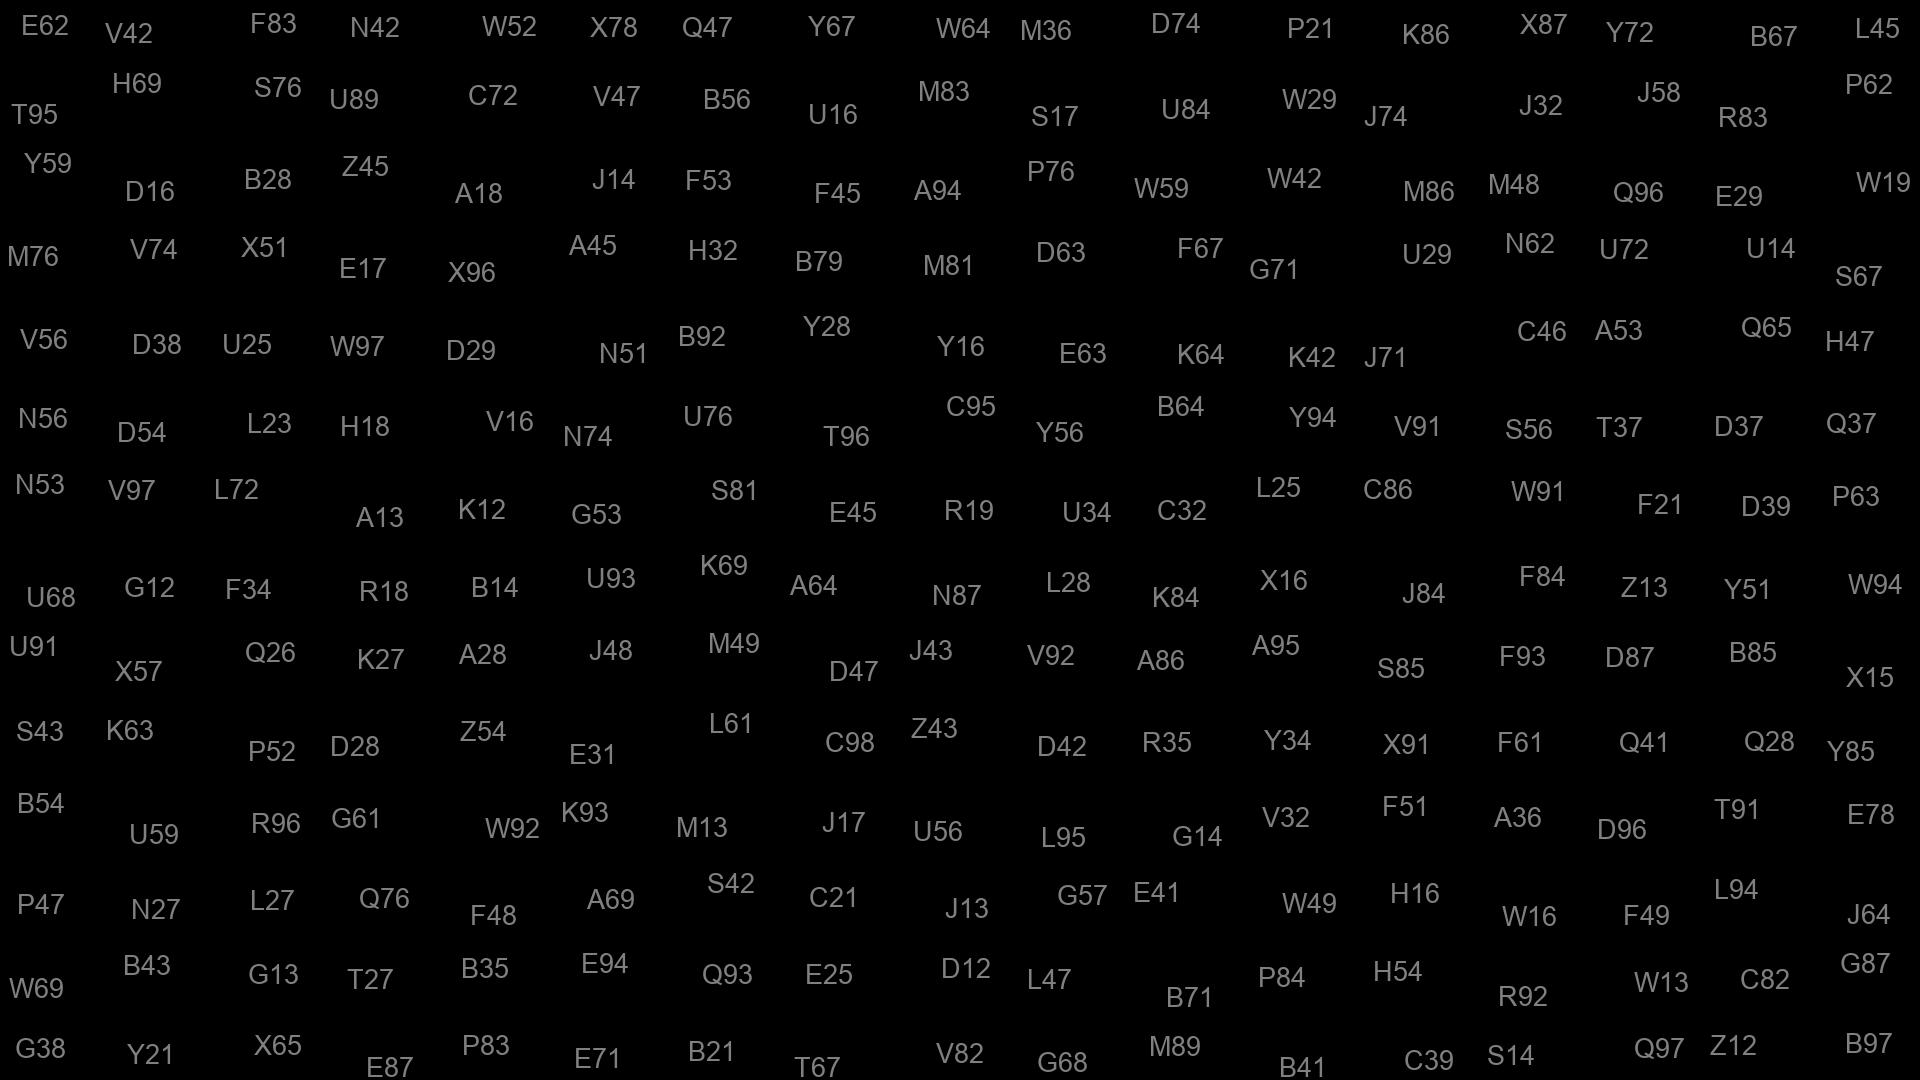 E62 V42 F83 N42 W52 X78 Q47 Y67 W64 M36 D74 P21 K86 X87 Y72 B67 L45
T95 H69 S76 U89 C72 V47 B56 U16 M83 S17 U84 W29 J74 J32 J58 R83 P62
Y59 D16 B28 Z45 A18 J14 F53 F45 A94 P76 W59 W42 M86 M48 Q96 E29 W19
M76 V74 X51 E17 X96 A45 H32 B79 M81 D63 F67 G71 U29 N62 U72 U14 S67
V56 D38 U25 W97 D29 N51 B92 Y28 Y16 E63 K64 K42 J71 C46 A53 Q65 H47
N56 D54 L23 H18 V16 N74 U76 T96 C95 Y56 B64 Y94 V91 S56 T37 D37 Q37
N53 V97 L72 A13 K12 G53 S81 E45 R19 U34 C32 L25 C86 W91 F21 D39 P63
U68 G12 F34 R18 B14 U93 K69 A64 N87 L28 K84 X16 J84 F84 Z13 Y51 W94
U91 X57 Q26 K27 A28 J48 M49 D47 J43 V92 A86 A95 S85 F93 D87 B85 X15
S43 K63 P52 D28 Z54 E31 L61 C98 Z43 D42 R35 Y34 X91 F61 Q41 Q28 Y85
B54 U59 R96 G61 W92 K93 M13 J17 U56 L95 G14 V32 F51 A36 D96 T91 E78
P47 N27 L27 Q76 F48 A69 S42 C21 J13 G57 E41 W49 H16 W16 F49 L94 J64
W69 B43 G13 T27 B35 E94 Q93 E25 D12 L47 B71 P84 H54 R92 W13 C82 G87
G38 Y21 X65 E87 P83 E71 B21 T67 V82 G68 M89 B41 C39 S14 Q97 Z12 B97